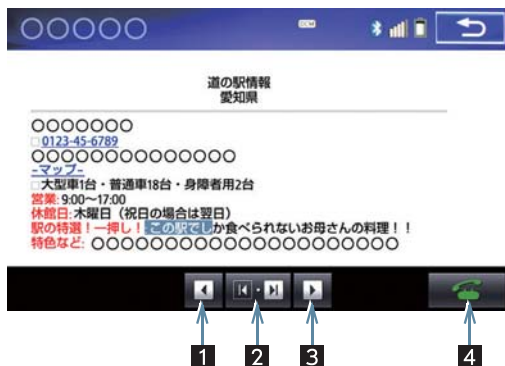 ○○○○○
DCM
道の駅情報
愛知県
○○○○○○○
0123-45-6789
○○○○○○○○○○○○○○○
-マップ-
大型車1台・普通車18台・身障者用2台
営業: 9:00~17:00
休館日: 木曜日（祝日の場合は翌日）
駅の特選！一押し！:この駅でしか食べられないお母さんの料理！！
特色など: ○○○○○○○○○○○○○○○○○○○○○○
1 2 3 4